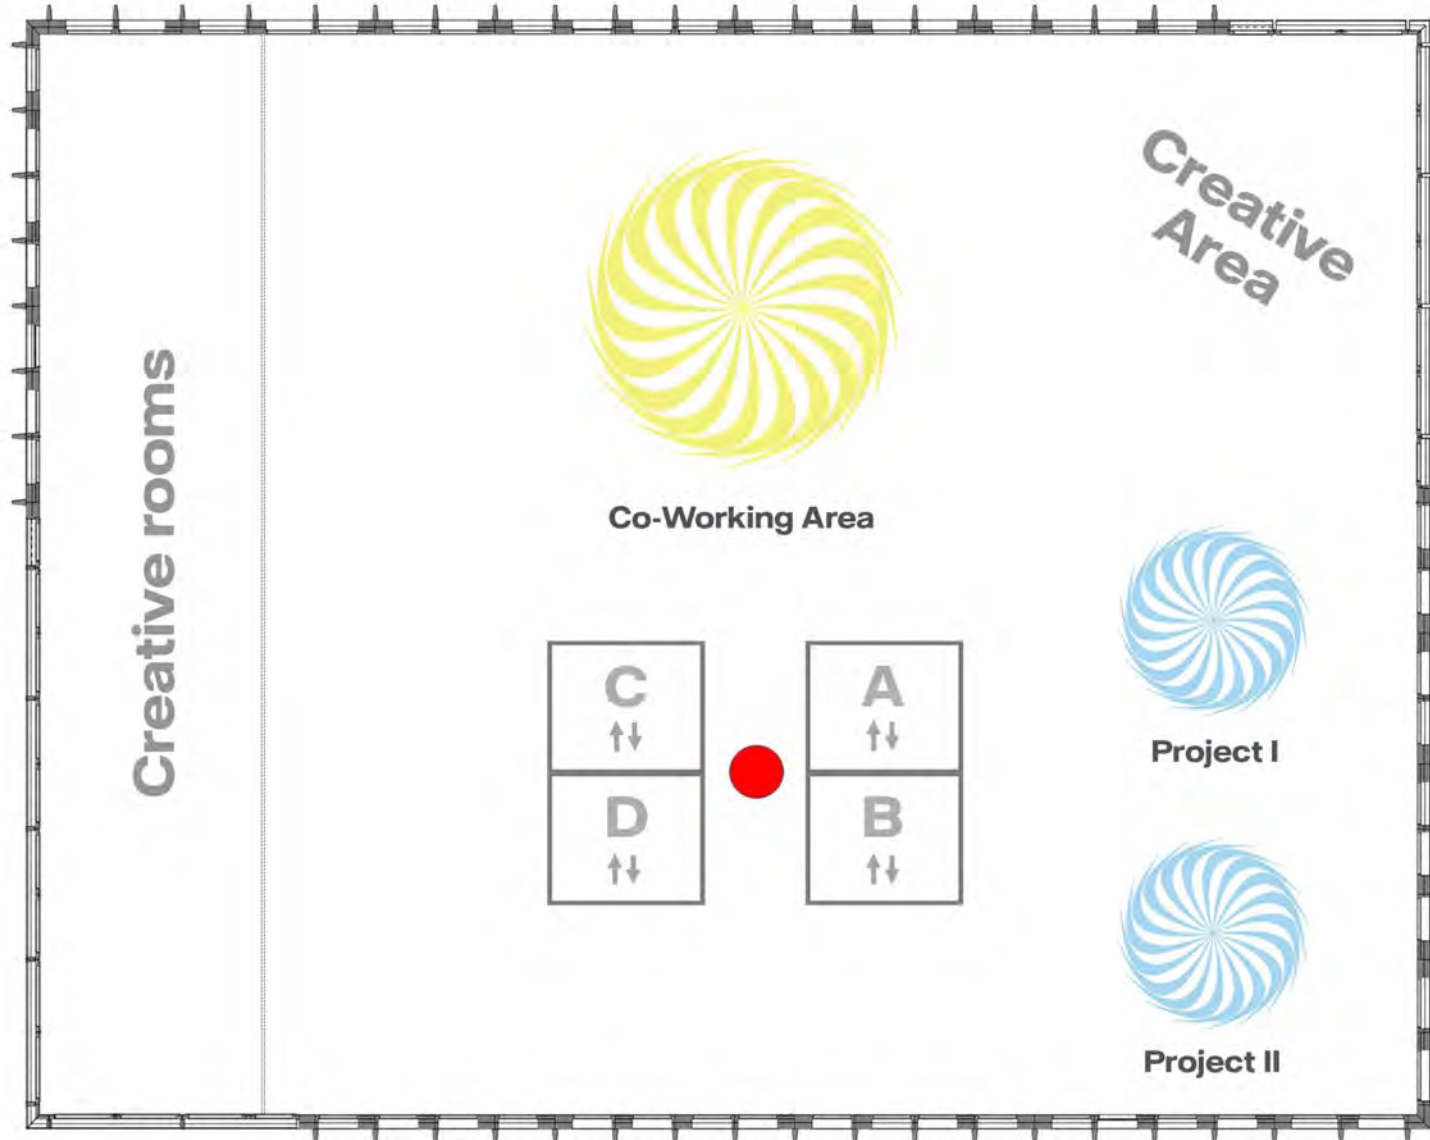 Creative
Area
Creative rooms
Co-Working Area
C
A
↑↓
↑↓
Project I
D
B
↑↓
↑↓
Project II